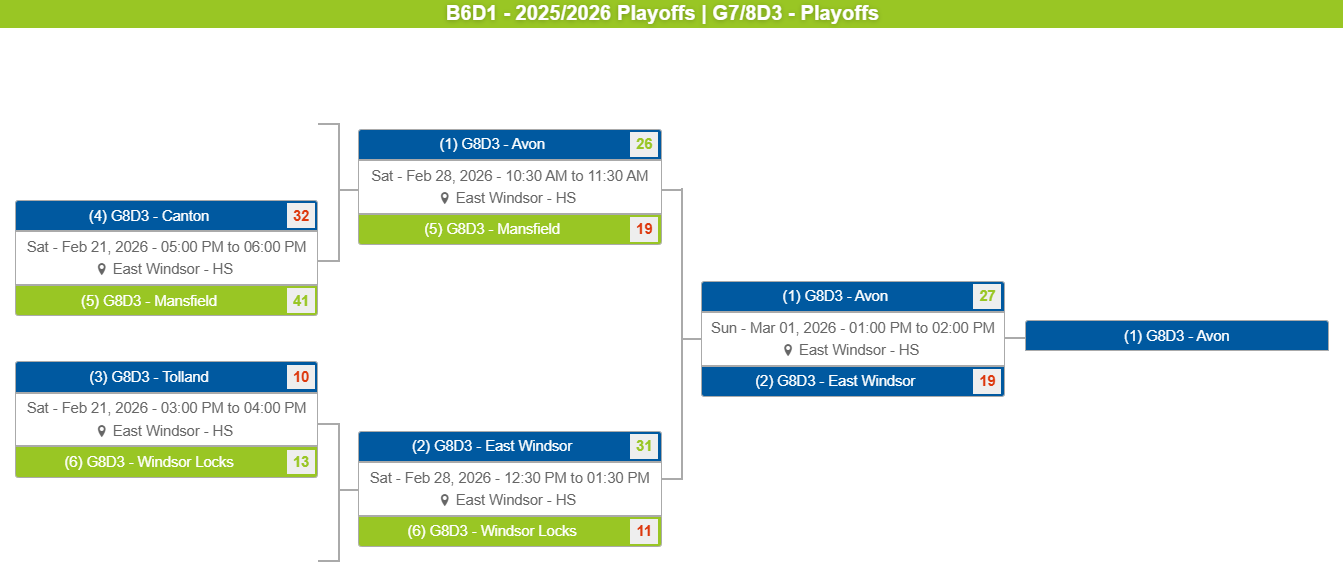 B6D1 - 2025/2026 Playoffs | G7/8D3 - Playoffs
(4) G8D3 - Canton 32
Sat - Feb 21, 2026 - 05:00 PM to 06:00 PM
East Windsor - HS
(5) G8D3 - Mansfield 41
(3) G8D3 - Tolland 10
Sat - Feb 21, 2026 - 03:00 PM to 04:00 PM
East Windsor - HS
(6) G8D3 - Windsor Locks 13
(1) G8D3 - Avon 26
Sat - Feb 28, 2026 - 10:30 AM to 11:30 AM
East Windsor - HS
(5) G8D3 - Mansfield 19
(2) G8D3 - East Windsor 31
Sat - Feb 28, 2026 - 12:30 PM to 01:30 PM
East Windsor - HS
(6) G8D3 - Windsor Locks 11
(1) G8D3 - Avon 27
Sun - Mar 01, 2026 - 01:00 PM to 02:00 PM
East Windsor - HS
(2) G8D3 - East Windsor 19
(1) G8D3 - Avon